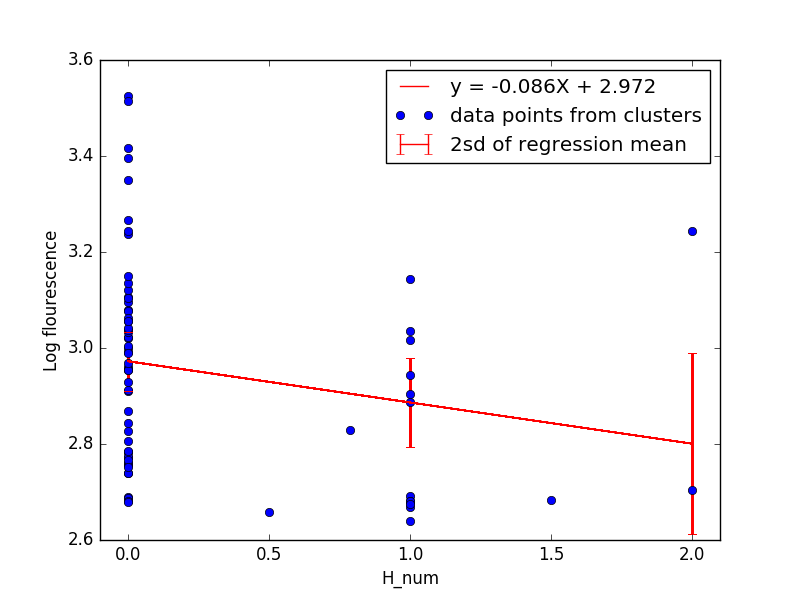 3.6
3.4
3.2
3.0
2.8
2.6
Log flourescence
y = -0.086X + 2.972
data points from clusters
2sd of regression mean
0.0 0.5 1.0 1.5 2.0
H_num